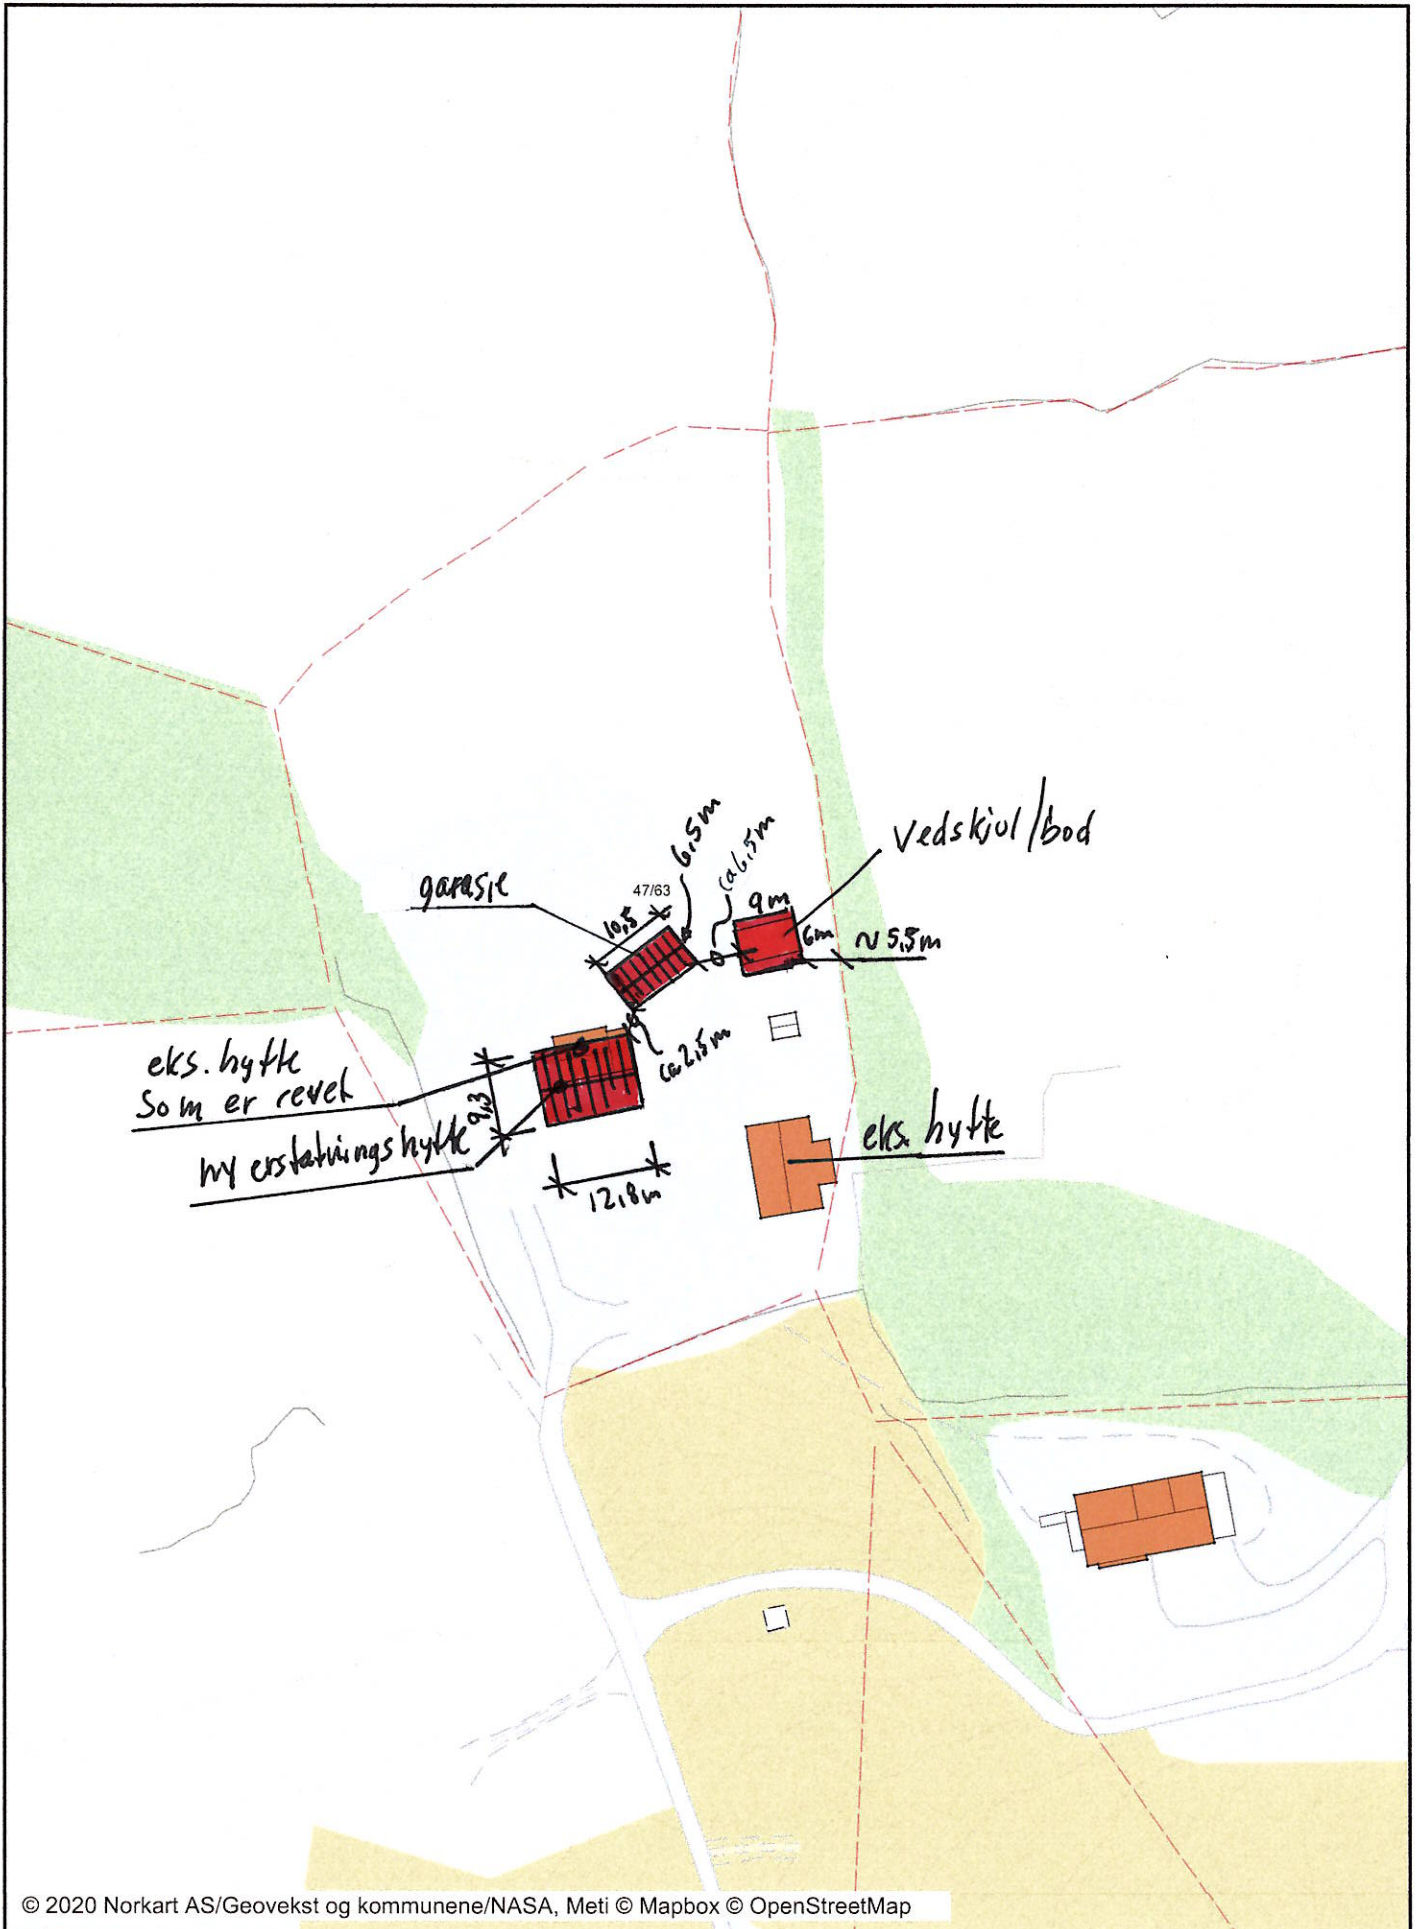 6,5m
ca 6,5m
Vedskjul/bod
garasje
47/63
10,5
9m
6m
~ 5,5m
ca 2,5m
eks. hytte
som er revet
9,3
ny erstatningshytte
eks. hytte
12,8m
© 2020 Norkart AS/Geovekst og kommunene/NASA, Meti © Mapbox © OpenStreetMap